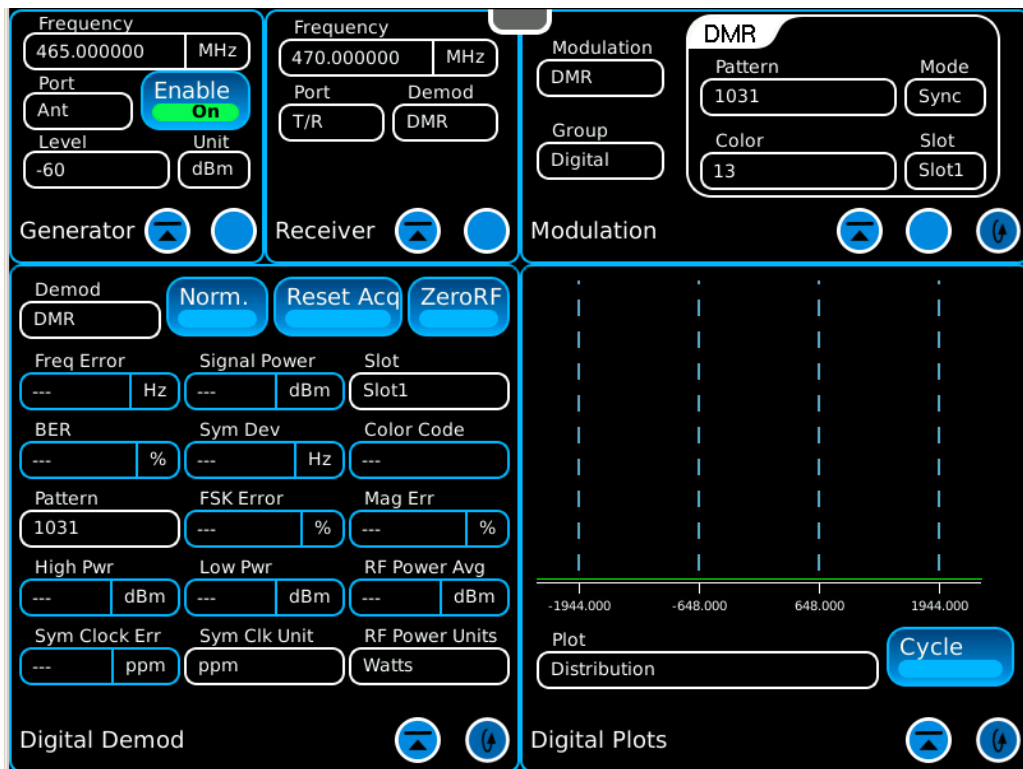 Frequency
465.000000 MHz
Port
Ant
Enable
On
Level Unit
-60 dBm
Generator
Frequency
470.000000 MHz
Port Demod
T/R DMR
Receiver
Modulation
DMR
Group
Digital
DMR
Pattern Mode
1031 Sync
Color Slot
13 Slot1
Modulation
Demod
DMR
Norm. Reset Acq ZeroRF
Freq Error Signal Power Slot
--- Hz --- dBm Slot1
BER Sym Dev Color Code
--- % --- Hz ---
Pattern FSK Error Mag Err
1031 --- % --- %
High Pwr Low Pwr RF Power Avg
--- dBm --- dBm --- dBm
Sym Clock Err Sym Clk Unit RF Power Units
--- ppm ppm Watts
Digital Demod
-1944.000 -648.000 648.000 1944.000
Plot
Distribution
Cycle
Digital Plots